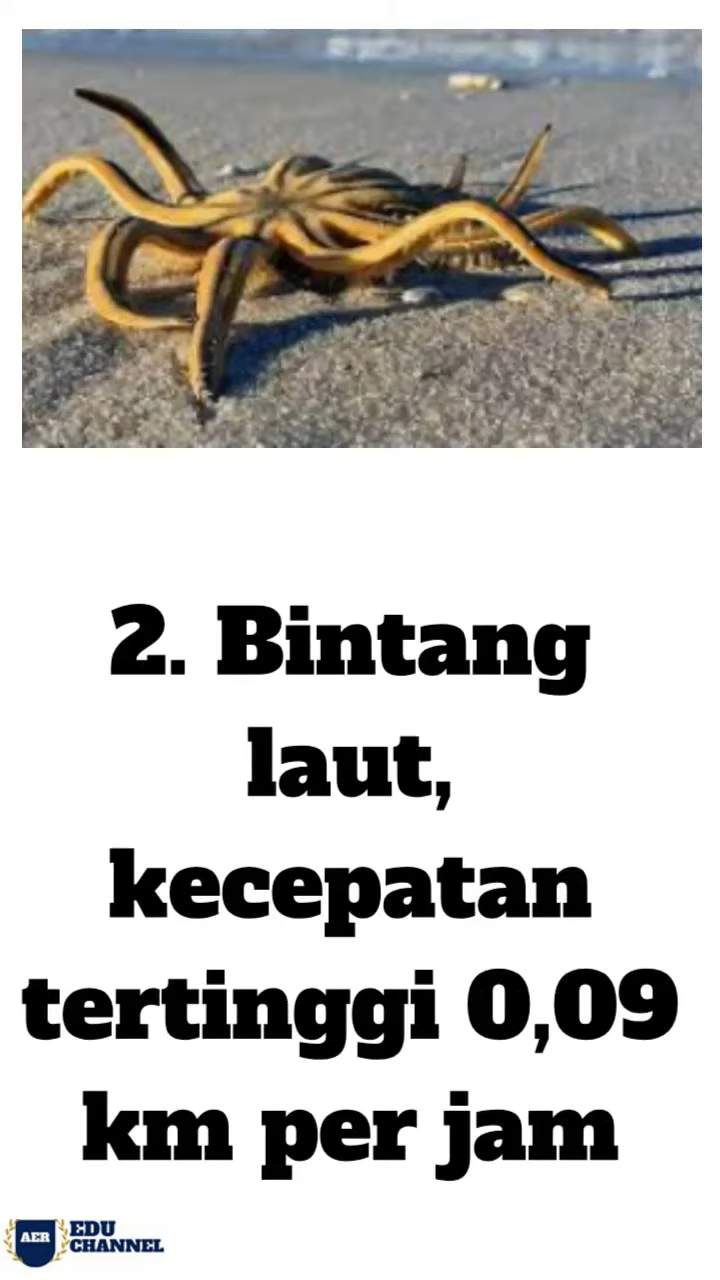 2. Bintang
laut,
kecepatan
tertinggi 0,09
km per jam
AER
EDU
CHANNEL